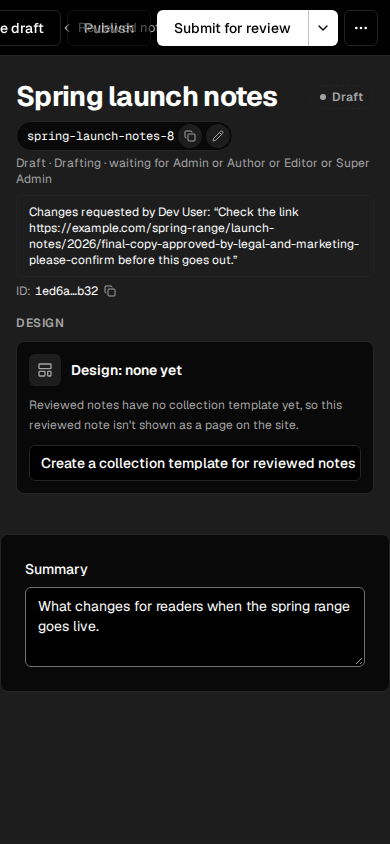 e draft
Publish
Submit for review
Spring launch notes
Draft
spring-launch-notes-8
Draft · Drafting · waiting for Admin or Author or Editor or Super
Admin
Changes requested by Dev User: “Check the link
https://example.com/spring-range/launch-
notes/2026/final-copy-approved-by-legal-and-marketing-
please-confirm before this goes out.”
ID: 1ed6a…b32
DESIGN
Design: none yet
Reviewed notes have no collection template yet, so this
reviewed note isn't shown as a page on the site.
Create a collection template for reviewed notes
Summary
What changes for readers when the spring range
goes live.